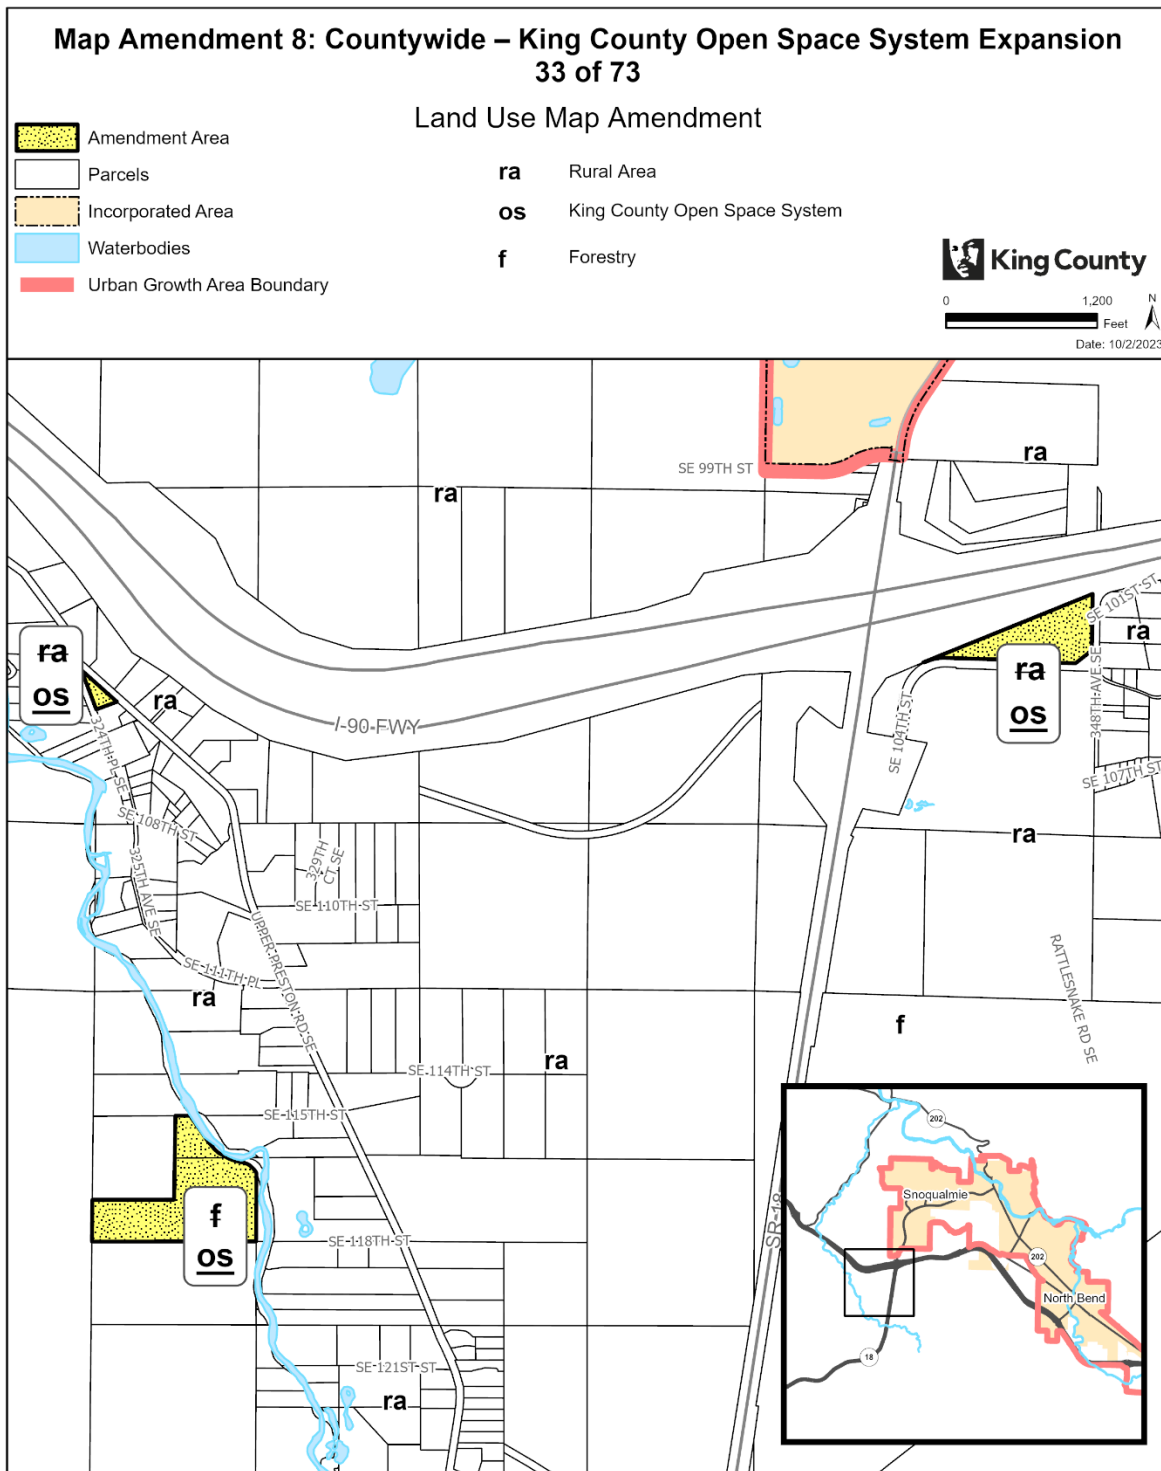 Map Amendment 8: Countywide – King County Open Space System Expansion
33 of 73
Land Use Map Amendment
Amendment Area
Parcels
Incorporated Area
Waterbodies
Urban Growth Area Boundary
ra Rural Area
os King County Open Space System
f Forestry
King County
0 1,200
Feet
N
Date: 10/2/2023
ra
SE 99TH ST
ra
SE 101ST ST
ra
ra
os
ra
ra
os
348TH AVE SE
I-90 FWY
324TH PL SE
SE 104TH ST
SE 107TH ST
SE 108TH ST
ra
329TH
CT SE
325TH AVE SE
SE 110TH ST
UPPER PRESTON RD SE
RATTLESNAKE RD SE
SE 111TH PL
ra
f
ra
SE 114TH ST
SE 115TH ST
f
os
SE 118TH ST
SR-18
SE 121ST ST
ra
202
Snoqualmie
202
North Bend
18